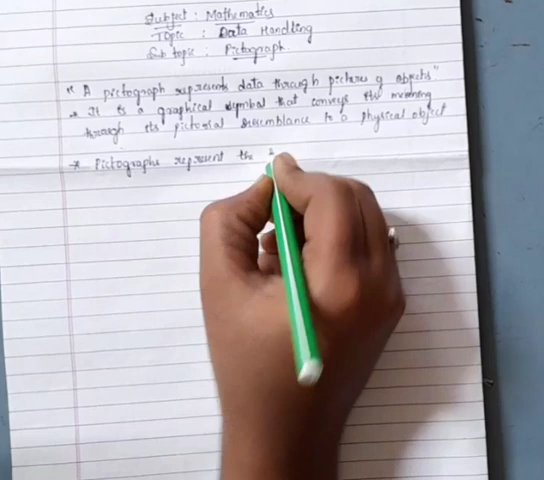 Subject : Mathematics
Topic : Data Handling
Sub topic : Pictograph.
" A pictograph represents data through pictures of objects"
* It is a graphical symbol that conveys its meaning
through its pictorial resemblance to a physical object
* Pictographs represent the